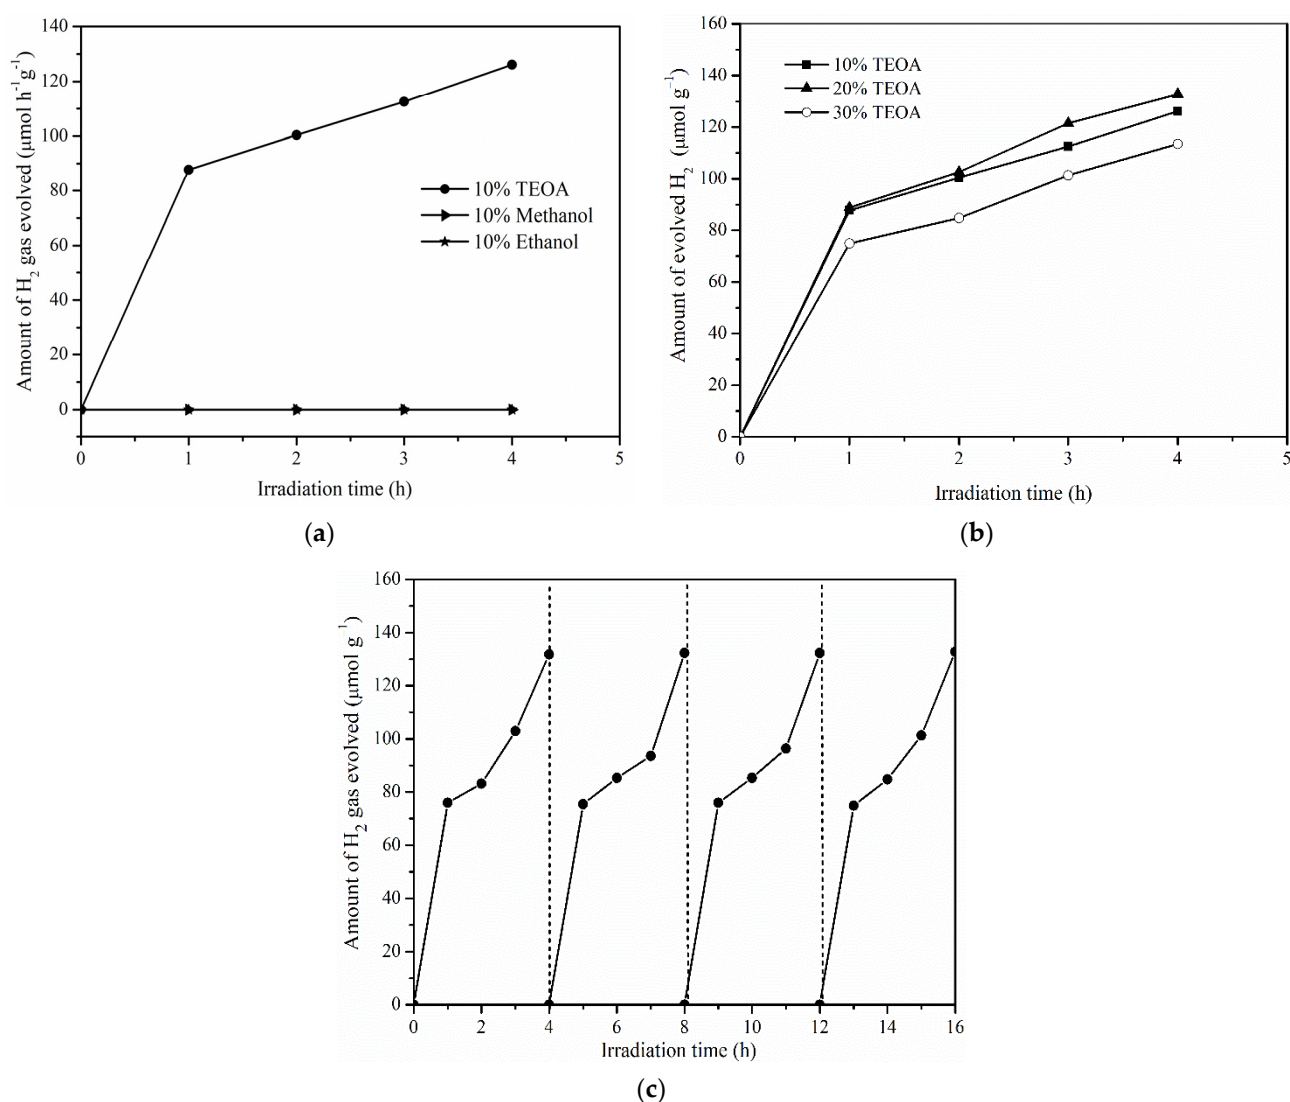 140
120
100
80
60
40
20
0
Amount of H₂ gas evolved (μmol h⁻¹g⁻¹)
10% TEOA
10% Methanol
10% Ethanol
0 1 2 3 4 5
Irradiation time (h)
(a)
160
140
120
100
80
60
40
20
0
Amount of evolved H₂ (μmol g⁻¹)
10% TEOA
20% TEOA
30% TEOA
0 1 2 3 4 5
Irradiation time (h)
(b)
160
140
120
100
80
60
40
20
0
Amount of H₂ gas evolved (μmol g⁻¹)
0 2 4 6 8 10 12 14 16
Irradiation time (h)
(c)